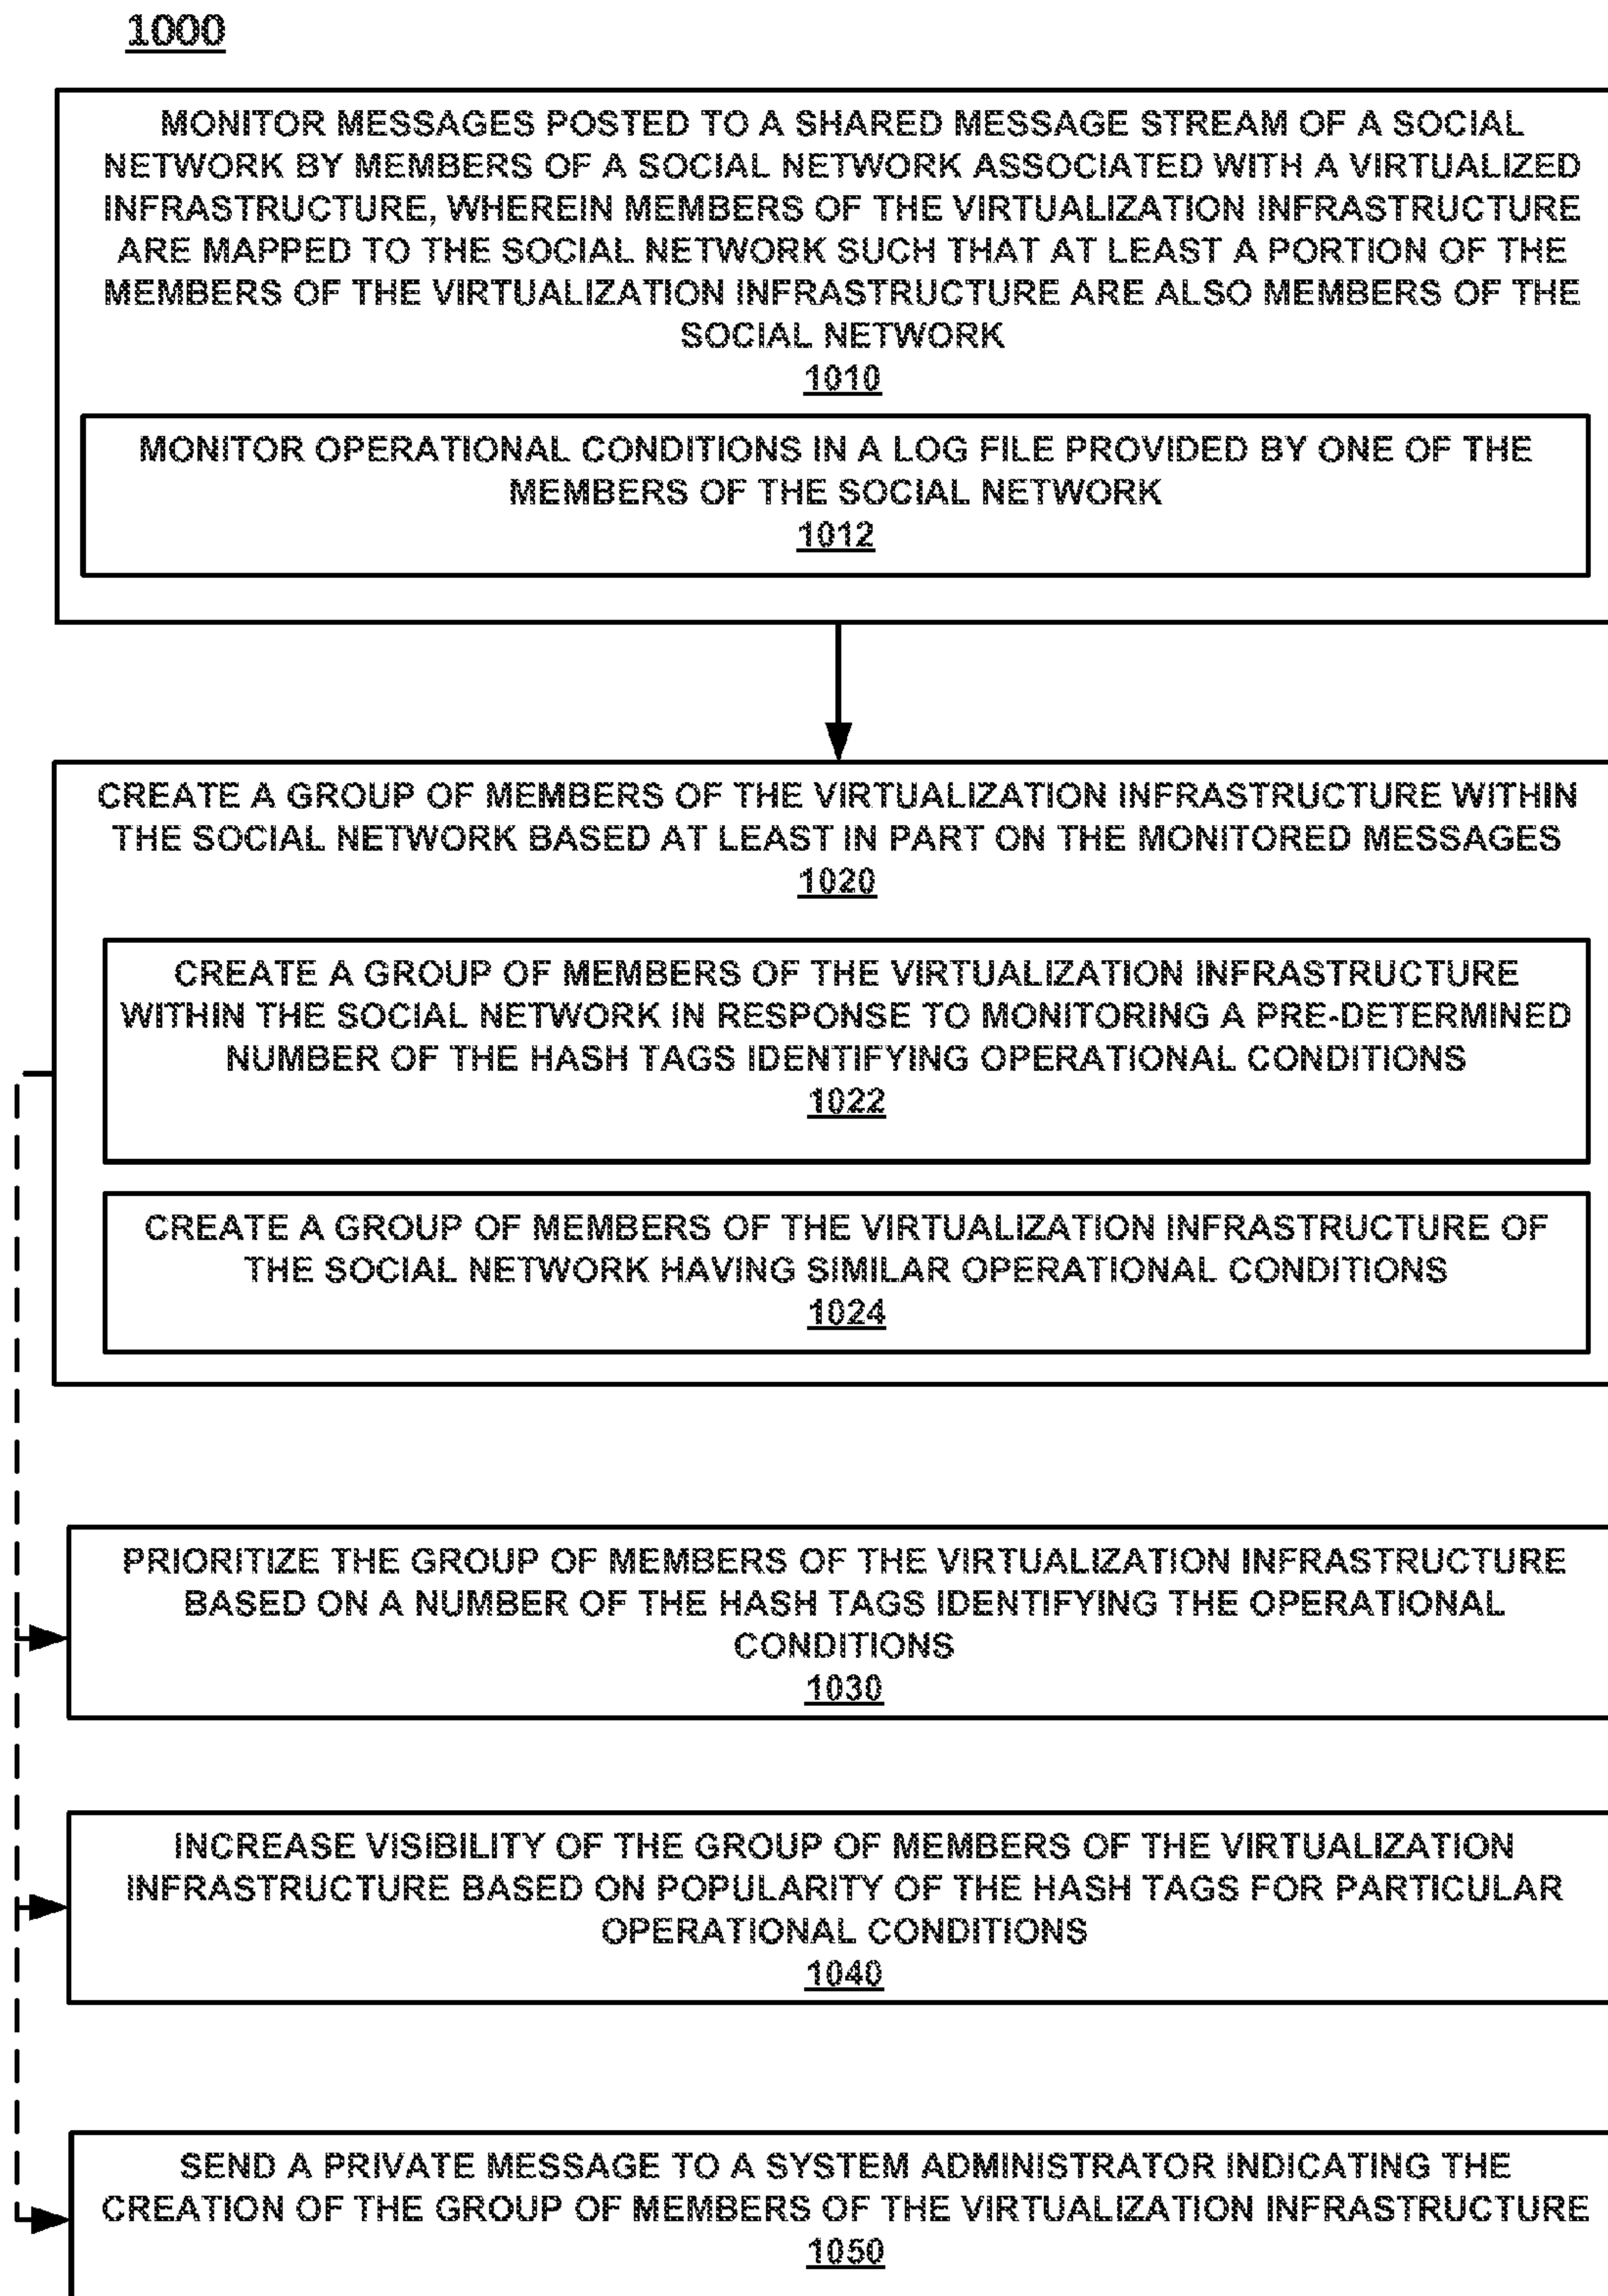 1000
MONITOR MESSAGES POSTED TO A SHARED MESSAGE STREAM OF A SOCIAL
NETWORK BY MEMBERS OF A SOCIAL NETWORK ASSOCIATED WITH A VIRTUALIZED
INFRASTRUCTURE, WHEREIN MEMBERS OF THE VIRTUALIZATION INFRASTRUCTURE
ARE MAPPED TO THE SOCIAL NETWORK SUCH THAT AT LEAST A PORTION OF THE
MEMBERS OF THE VIRTUALIZATION INFRASTRUCTURE ARE ALSO MEMBERS OF THE
SOCIAL NETWORK
1010
MONITOR OPERATIONAL CONDITIONS IN A LOG FILE PROVIDED BY ONE OF THE
MEMBERS OF THE SOCIAL NETWORK
1012
CREATE A GROUP OF MEMBERS OF THE VIRTUALIZATION INFRASTRUCTURE WITHIN
THE SOCIAL NETWORK BASED AT LEAST IN PART ON THE MONITORED MESSAGES
1020
CREATE A GROUP OF MEMBERS OF THE VIRTUALIZATION INFRASTRUCTURE
WITHIN THE SOCIAL NETWORK IN RESPONSE TO MONITORING A PRE-DETERMINED
NUMBER OF THE HASH TAGS IDENTIFYING OPERATIONAL CONDITIONS
1022
CREATE A GROUP OF MEMBERS OF THE VIRTUALIZATION INFRASTRUCTURE OF
THE SOCIAL NETWORK HAVING SIMILAR OPERATIONAL CONDITIONS
1024
PRIORITIZE THE GROUP OF MEMBERS OF THE VIRTUALIZATION INFRASTRUCTURE
BASED ON A NUMBER OF THE HASH TAGS IDENTIFYING THE OPERATIONAL
CONDITIONS
1030
INCREASE VISIBILITY OF THE GROUP OF MEMBERS OF THE VIRTUALIZATION
INFRASTRUCTURE BASED ON POPULARITY OF THE HASH TAGS FOR PARTICULAR
OPERATIONAL CONDITIONS
1040
SEND A PRIVATE MESSAGE TO A SYSTEM ADMINISTRATOR INDICATING THE
CREATION OF THE GROUP OF MEMBERS OF THE VIRTUALIZATION INFRASTRUCTURE
1050